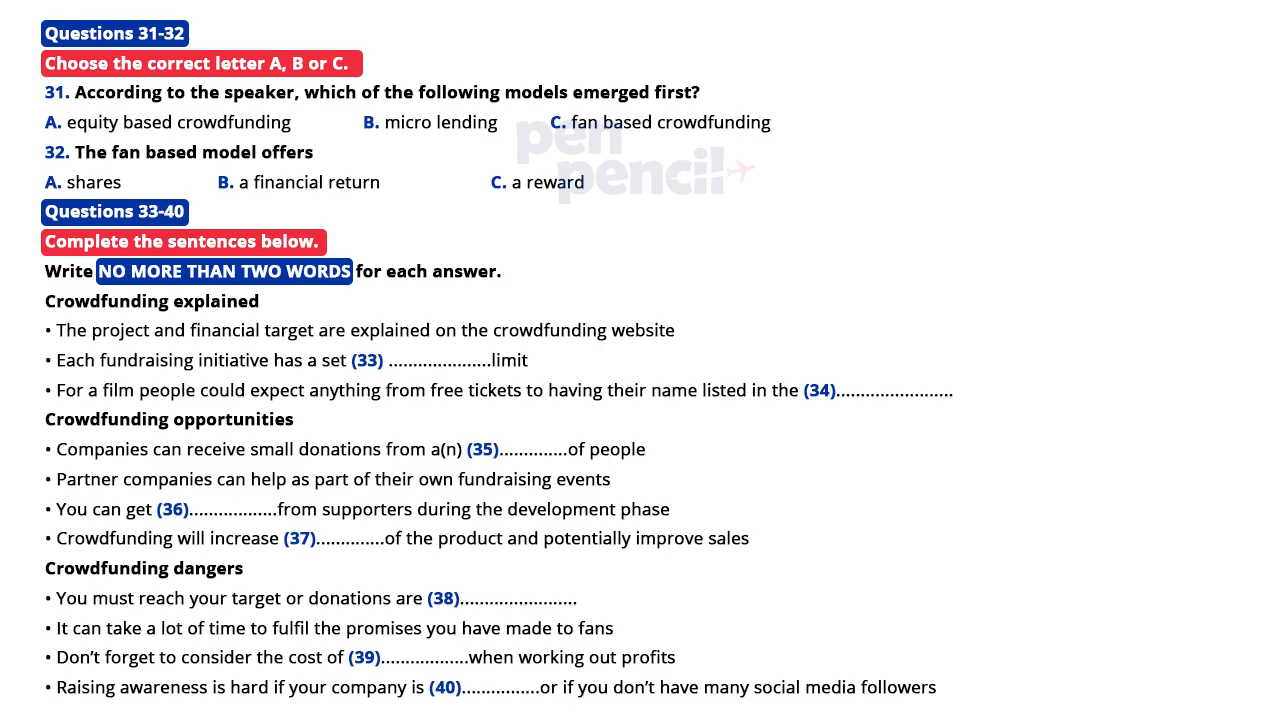 Questions 31-32
Choose the correct letter A, B or C.
31. According to the speaker, which of the following models emerged first?
A. equity based crowdfunding B. micro lending C. fan based crowdfunding
32. The fan based model offers
A. shares B. a financial return C. a reward
pen
pencil
Questions 33-40
Complete the sentences below.
Write NO MORE THAN TWO WORDS for each answer.
Crowdfunding explained
• The project and financial target are explained on the crowdfunding website
• Each fundraising initiative has a set (33) .....................limit
• For a film people could expect anything from free tickets to having their name listed in the (34)........................
Crowdfunding opportunities
• Companies can receive small donations from a(n) (35)..............of people
• Partner companies can help as part of their own fundraising events
• You can get (36)..................from supporters during the development phase
• Crowdfunding will increase (37)..............of the product and potentially improve sales
Crowdfunding dangers
• You must reach your target or donations are (38)........................
• It can take a lot of time to fulfil the promises you have made to fans
• Don’t forget to consider the cost of (39)..................when working out profits
• Raising awareness is hard if your company is (40)................or if you don’t have many social media followers